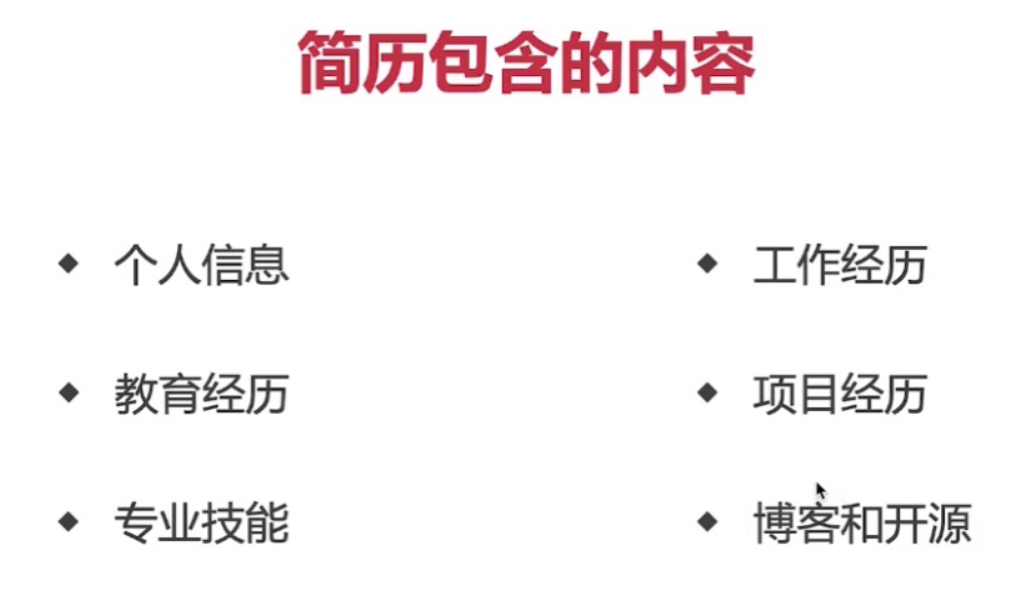 简历包含的内容
◆ 个人信息
◆ 教育经历
◆ 专业技能
◆ 工作经历
◆ 项目经历
◆ 博客和开源